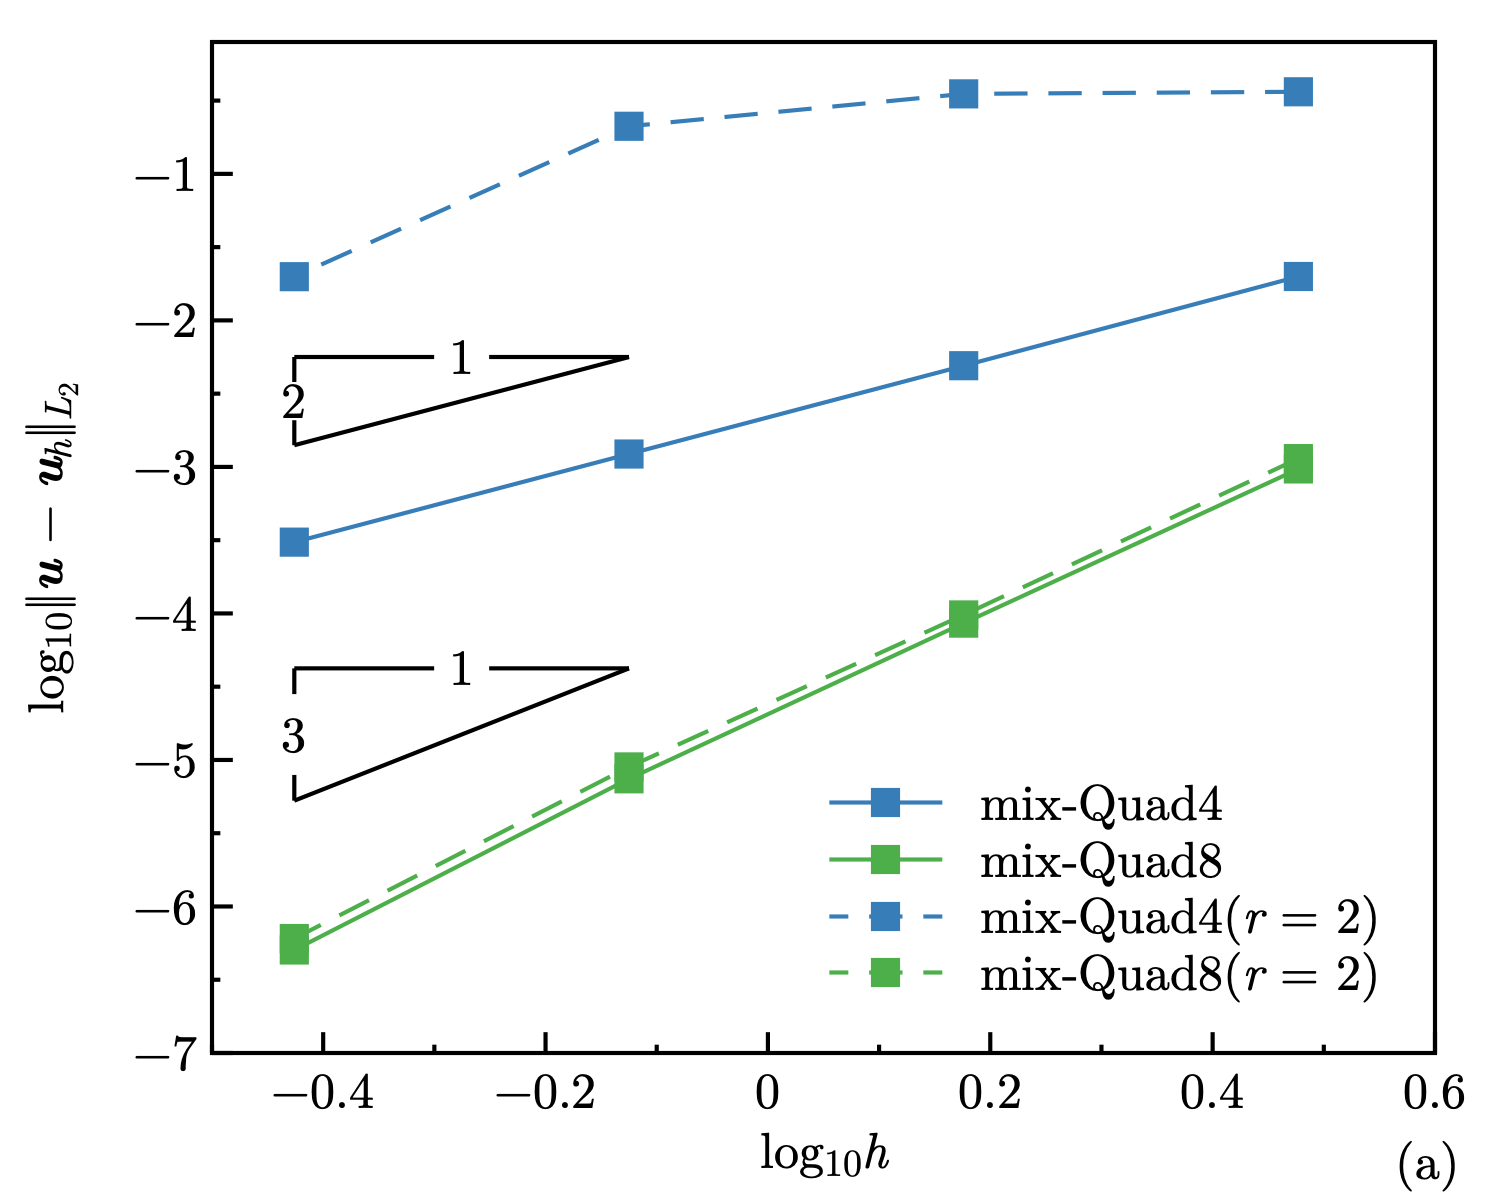 log₁₀‖u − uₕ‖L₂
−1
−2
−3
−4
−5
−6
−7
1
2
1
3
mix-Quad4
mix-Quad8
mix-Quad4(r = 2)
mix-Quad8(r = 2)
−0.4 −0.2 0 0.2 0.4 0.6
log₁₀h
(a)